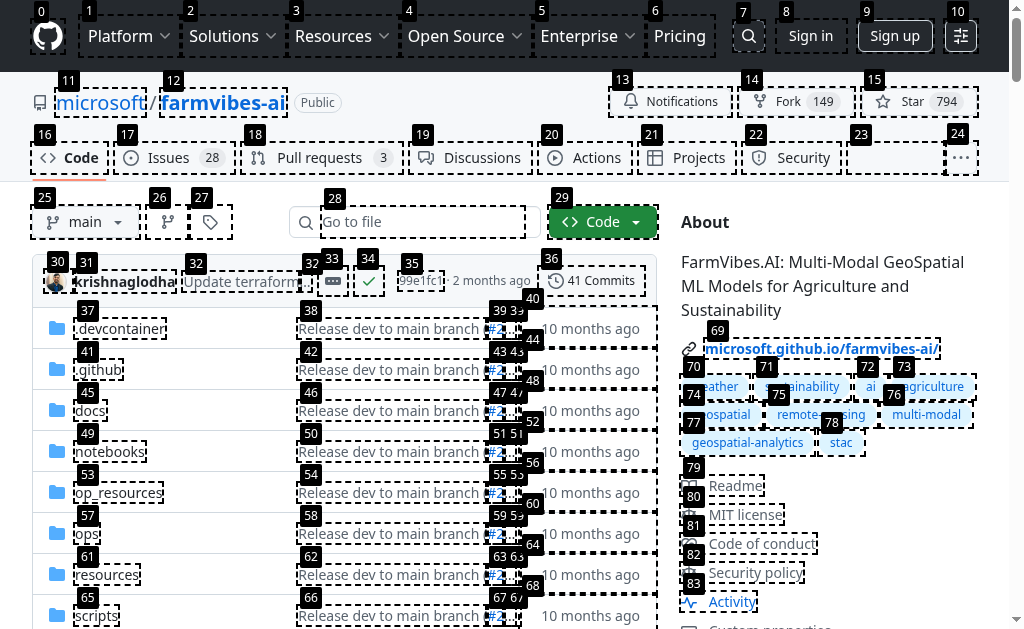 0 1 2 3 4 5 6 7 8 9 10
Platform Solutions Resources Open Source Enterprise Pricing Sign in Sign up
11 12 13 14 15
microsoft / farmvibes-ai Public Notifications Fork 149 Star 794
16 17 18 19 20 21 22 23 24
Code Issues 28 Pull requests 3 Discussions Actions Projects Security
25 26 27 28 29
main Go to file Code
About
FarmVibes.AI: Multi-Modal GeoSpatial
ML Models for Agriculture and
Sustainability
69
microsoft.github.io/farmvibes-ai/
70 71 72 73
ai agriculture
74 75 76
multi-modal
77 78
geospatial-analytics stac
79
Readme
80
MIT license
81
Code of conduct
82
Security policy
83
Activity
30 31 32 32 33 34 35 36
krishnaglodha Update terraform... 99e1fc1 · 2 months ago 41 Commits
37 38 39 39 40
.devcontainer Release dev to main branch (#2... 10 months ago
41 42 43 43 44
.github Release dev to main branch (#2... 10 months ago
45 46 47 47 48
docs Release dev to main branch (#2... 10 months ago
49 50 51 51 52
notebooks Release dev to main branch (#2... 10 months ago
53 54 55 55 56
op_resources Release dev to main branch (#2... 10 months ago
57 58 59 59 60
ops Release dev to main branch (#2... 10 months ago
61 62 63 63 64
resources Release dev to main branch (#2... 10 months ago
65 66 67 67 68
scripts Release dev to main branch (#2... 10 months ago